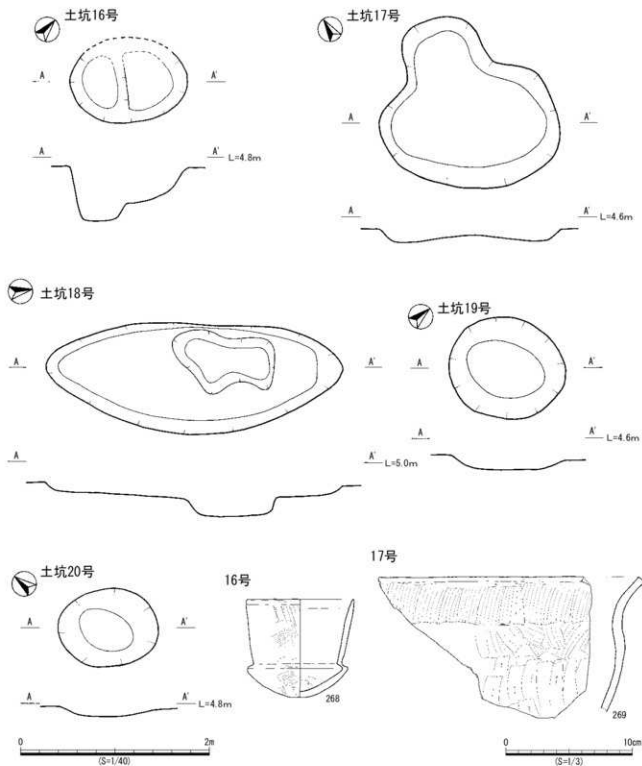 土坑16号
A A'
A A' L=4.8m
土坑17号
A A'
A A' L=4.6m
土坑18号
A A'
A A' L=5.0m
土坑19号
A A'
A A' L=4.6m
土坑20号
A A'
A A' L=4.8m
16号
268
17号
269
0 2m
(S=1/40)
0 10cm
(S=1/3)